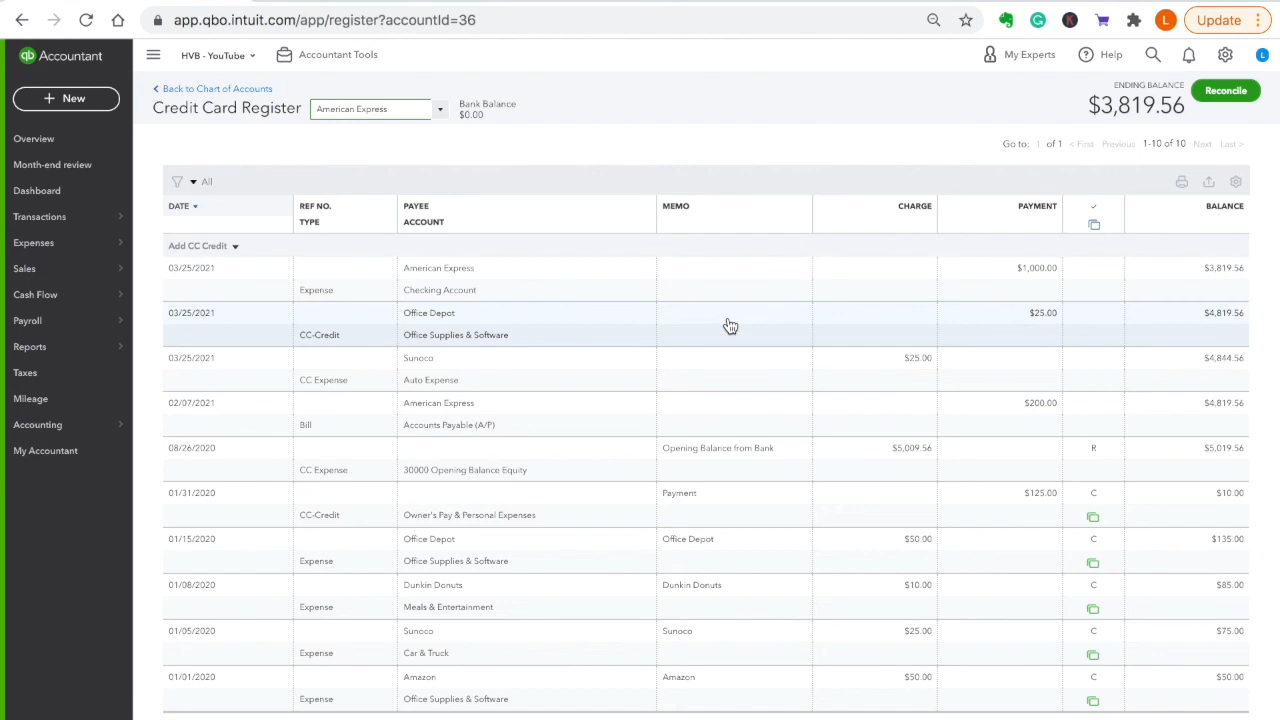 app.qbo.intuit.com/app/register?accountId=36
Update
L
K
qb Accountant
HVB - YouTube
Accountant Tools
My Experts
Help
L
+ New
Overview
Month-end review
Dashboard
Transactions
Expenses
Sales
Cash Flow
Payroll
Reports
Taxes
Mileage
Accounting
My Accountant
Back to Chart of Accounts
Credit Card Register
American Express
Bank Balance
$0.00
ENDING BALANCE
$3,819.56
Reconcile
Go to: 1 of 1 < First Previous 1-10 of 10 Next Last >
All
DATE REF NO. PAYEE MEMO CHARGE PAYMENT ✓ BALANCE
TYPE ACCOUNT
Add CC Credit
03/25/2021 American Express $1,000.00 $3,819.56
Expense Checking Account
03/25/2021 Office Depot $25.00 $4,819.56
CC-Credit Office Supplies & Software
03/25/2021 Sunoco $25.00 $4,844.56
CC Expense Auto Expense
02/07/2021 American Express $200.00 $4,819.56
Bill Accounts Payable (A/P)
08/26/2020 Opening Balance from Bank $5,009.56 R $5,019.56
CC Expense 30000 Opening Balance Equity
01/31/2020 Payment $125.00 C $10.00
CC-Credit Owner's Pay & Personal Expenses
01/15/2020 Office Depot Office Depot $50.00 C $135.00
Expense Office Supplies & Software
01/08/2020 Dunkin Donuts Dunkin Donuts $10.00 C $85.00
Expense Meals & Entertainment
01/05/2020 Sunoco Sunoco $25.00 C $75.00
Expense Car & Truck
01/01/2020 Amazon Amazon $50.00 C $50.00
Expense Office Supplies & Software